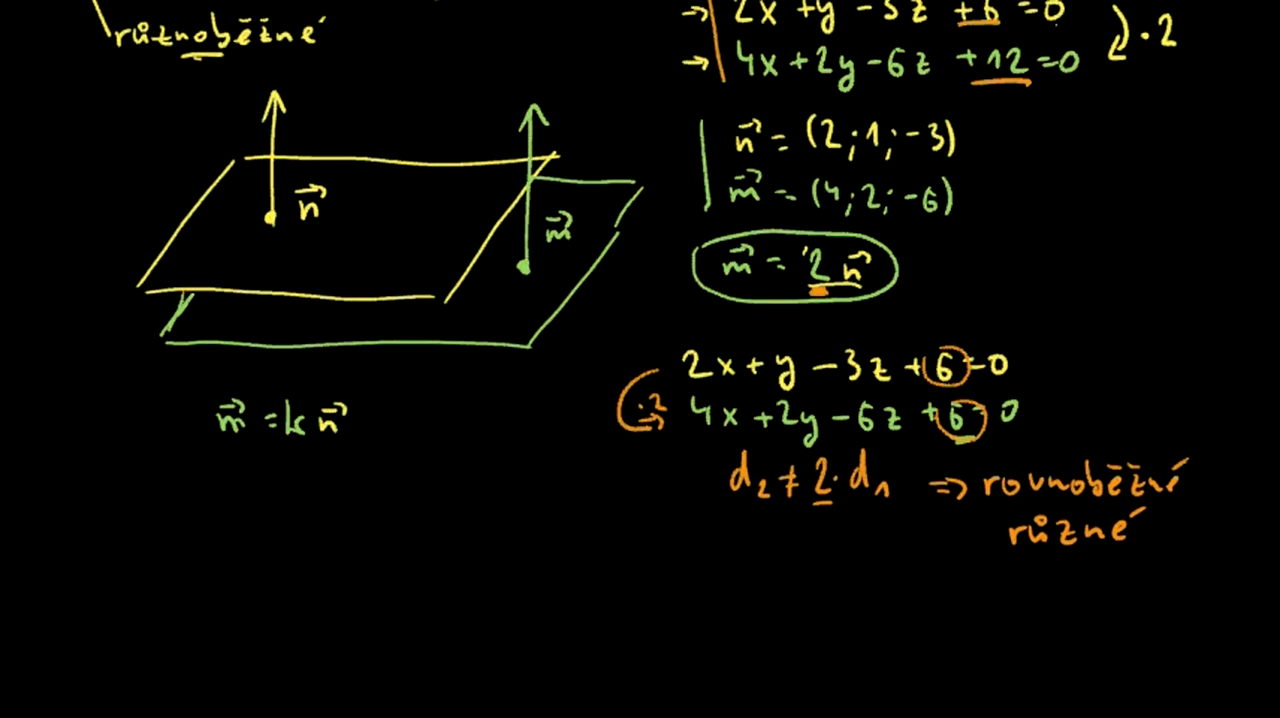 různoběžné
2x + y - 3z + 6 = 0
4x + 2y - 6z + 12 = 0
· 2
n⃗ = (2; 1; -3)
m⃗ = (4; 2; -6)
m⃗ = 2 n⃗
n⃗
m⃗
m⃗ = k n⃗
2x + y - 3z + 6 = 0
·2
4x + 2y - 6z + 6 = 0
d₂ ≠ 2 · d₁ ⇒ rovnoběžné
různé